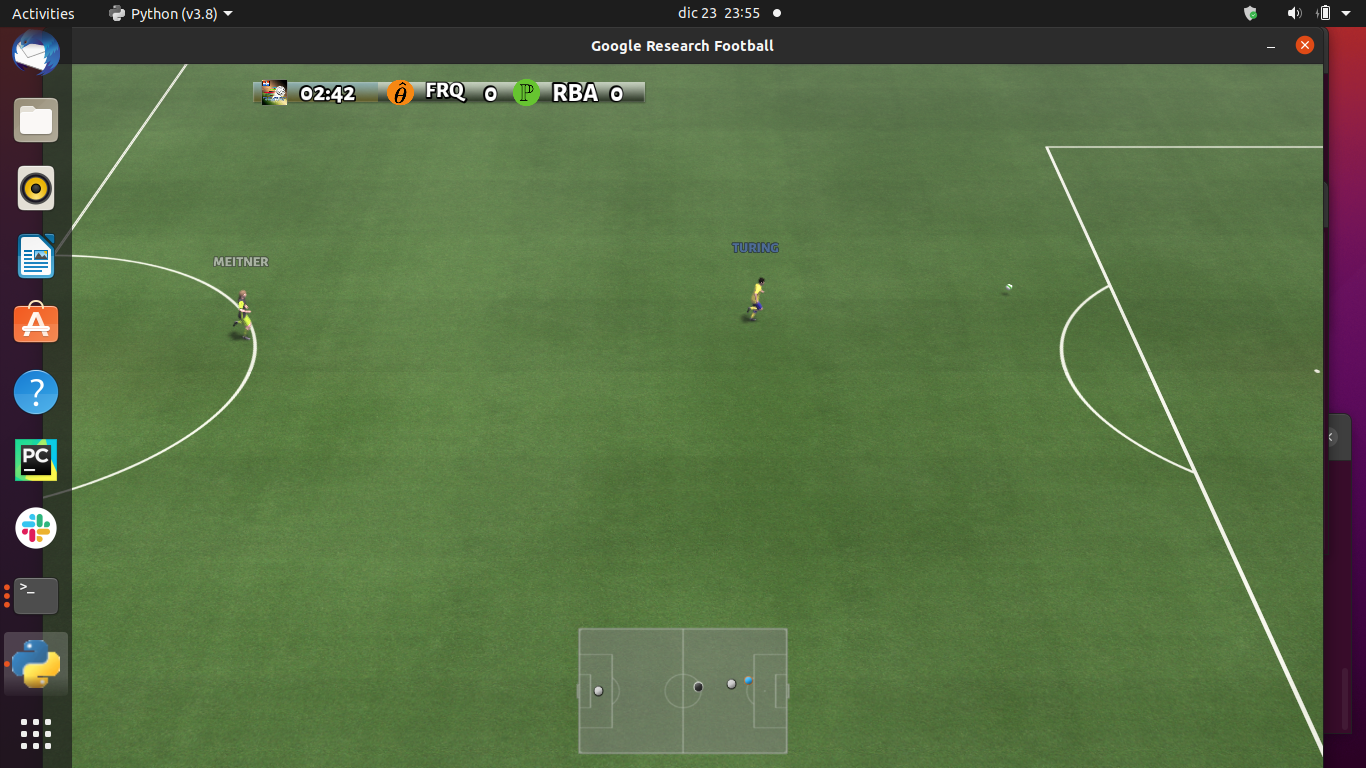 Activities Python (v3.8) dic 23 23:55
Google Research Football
02:42 θ̂ FRQ 0 ℙ RBA 0
TURING
MEITNER
?
PC
>_